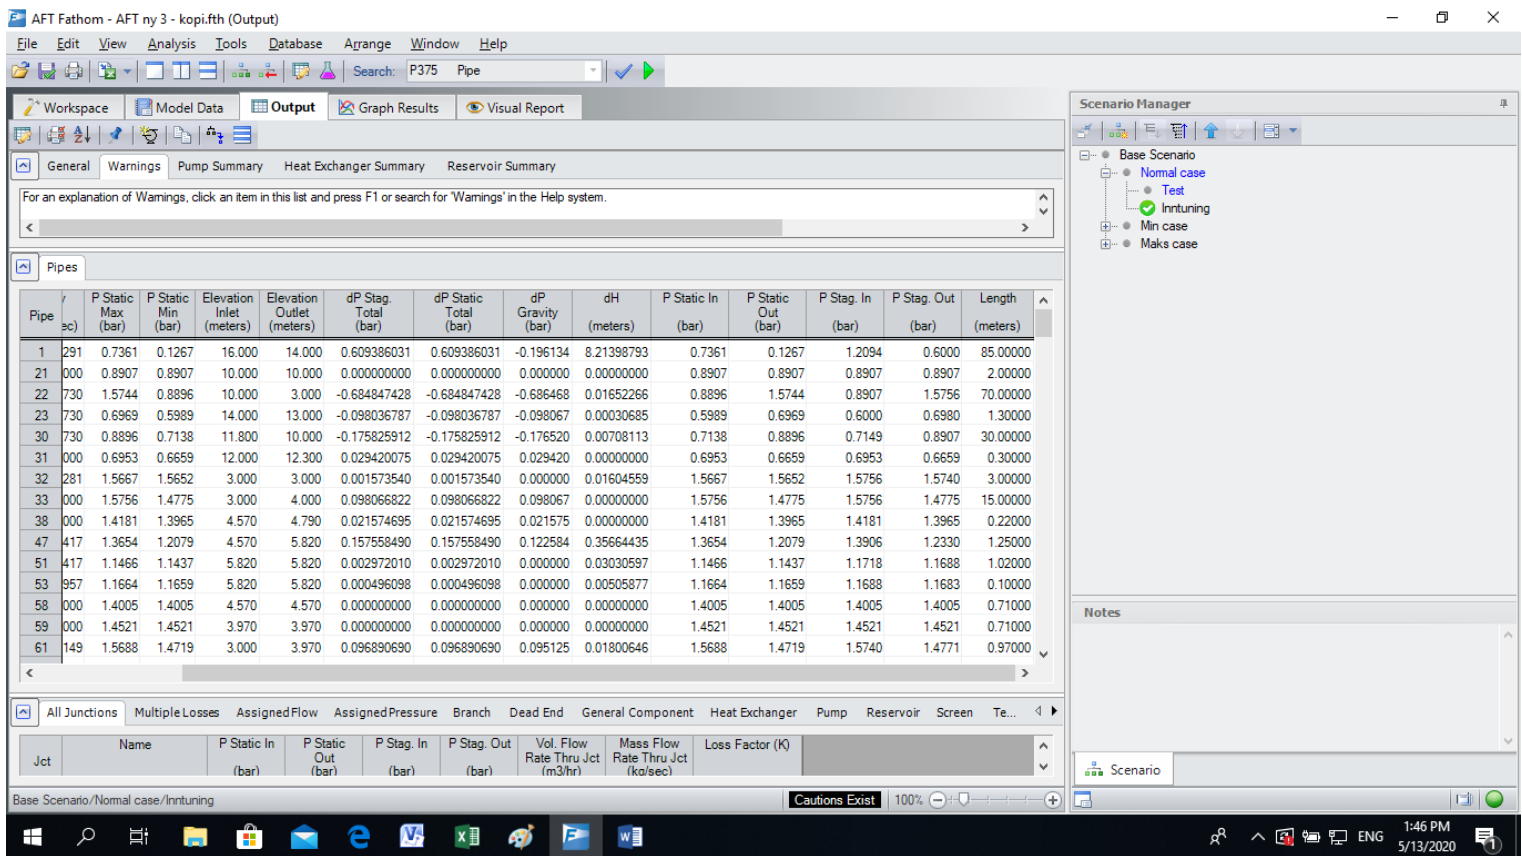 AFT Fathom - AFT ny 3 - kopi.fth (Output)
File Edit View Analysis Tools Database Arrange Window Help
Search: P375 Pipe
Workspace Model Data Output Graph Results Visual Report
General Warnings Pump Summary Heat Exchanger Summary Reservoir Summary
For an explanation of Warnings, click an item in this list and press F1 or search for 'Warnings' in the Help system.
Pipes
Pipe y ec) P Static Max (bar) P Static Min (bar) Elevation Inlet (meters) Elevation Outlet (meters) dP Stag. Total (bar) dP Static Total (bar) dP Gravity (bar) dH (meters) P Static In (bar) P Static Out (bar) P Stag. In (bar) P Stag. Out (bar) Length (meters)
1 291 0.7361 0.1267 16.000 14.000 0.609386031 0.609386031 -0.196134 8.21398793 0.7361 0.1267 1.2094 0.6000 85.00000
21 000 0.8907 0.8907 10.000 10.000 0.000000000 0.000000000 0.000000 0.00000000 0.8907 0.8907 0.8907 0.8907 2.00000
22 730 1.5744 0.8896 10.000 3.000 -0.684847428 -0.684847428 -0.686468 0.01652266 0.8896 1.5744 0.8907 1.5756 70.00000
23 730 0.6969 0.5989 14.000 13.000 -0.098036787 -0.098036787 -0.098067 0.00030685 0.5989 0.6969 0.6000 0.6980 1.30000
30 730 0.8896 0.7138 11.800 10.000 -0.175825912 -0.175825912 -0.176520 0.00708113 0.7138 0.8896 0.7149 0.8907 30.00000
31 000 0.6953 0.6659 12.000 12.300 0.029420075 0.029420075 0.029420 0.00000000 0.6953 0.6659 0.6953 0.6659 0.30000
32 281 1.5667 1.5652 3.000 3.000 0.001573540 0.001573540 0.000000 0.01604559 1.5667 1.5652 1.5756 1.5740 3.00000
33 000 1.5756 1.4775 3.000 4.000 0.098066822 0.098066822 0.098067 0.00000000 1.5756 1.4775 1.5756 1.4775 15.00000
38 000 1.4181 1.3965 4.570 4.790 0.021574695 0.021574695 0.021575 0.00000000 1.4181 1.3965 1.4181 1.3965 0.22000
47 417 1.3654 1.2079 4.570 5.820 0.157558490 0.157558490 0.122584 0.35664435 1.3654 1.2079 1.3906 1.2330 1.25000
51 417 1.1466 1.1437 5.820 5.820 0.002972010 0.002972010 0.000000 0.03030597 1.1466 1.1437 1.1718 1.1688 1.02000
53 957 1.1664 1.1659 5.820 5.820 0.000496098 0.000496098 0.000000 0.00505877 1.1664 1.1659 1.1688 1.1683 0.10000
58 000 1.4005 1.4005 4.570 4.570 0.000000000 0.000000000 0.000000 0.00000000 1.4005 1.4005 1.4005 1.4005 0.71000
59 000 1.4521 1.4521 3.970 3.970 0.000000000 0.000000000 0.000000 0.00000000 1.4521 1.4521 1.4521 1.4521 0.71000
61 149 1.5688 1.4719 3.000 3.970 0.096890690 0.096890690 0.095125 0.01800646 1.5688 1.4719 1.5740 1.4771 0.97000
All Junctions Multiple Losses Assigned Flow Assigned Pressure Branch Dead End General Component Heat Exchanger Pump Reservoir Screen Te...
Jct Name P Static In (bar) P Static Out (bar) P Stag. In (bar) P Stag. Out (bar) Vol. Flow Rate Thru Jct (m3/hr) Mass Flow Rate Thru Jct (kg/sec) Loss Factor (K)
Base Scenario/Normal case/Inntuning Cautions Exist 100%
Scenario Manager
Base Scenario
Nomal case
Test
Inntuning
Min case
Maks case
Notes
Scenario
ENG
1:46 PM
5/13/2020
1